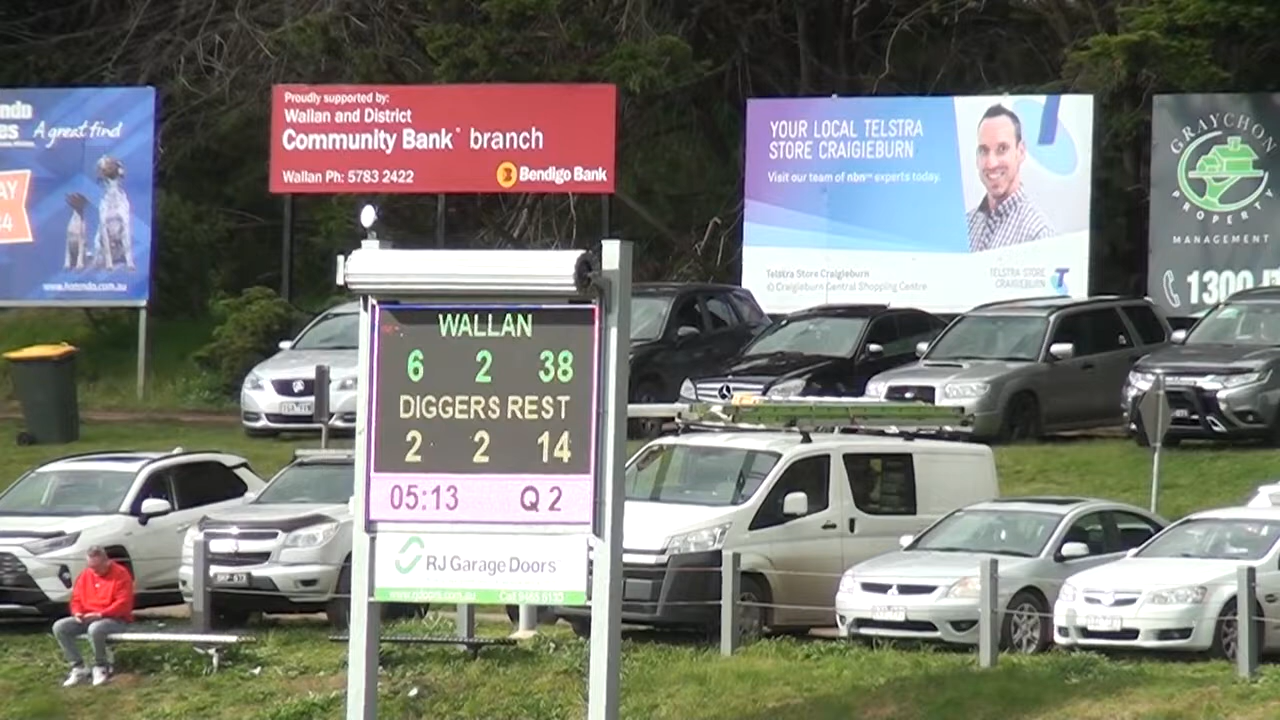 A great find
www.honda.com.au
Proudly supported by:
Wallan and District
Community Bank branch
Wallan Ph: 5783 2422
Bendigo Bank
YOUR LOCAL TELSTRA
STORE CRAIGIEBURN
Visit our team of nbn™ experts today.
Telstra Store Craigieburn
Craigieburn Central Shopping Centre
TELSTRA STORE
CRAIGIEBURN
GRAYCHON
PROPERTY
MANAGEMENT
1300
WALLAN
6 2 38
DIGGERS REST
2 2 14
05:13 Q 2
RJ Garage Doors